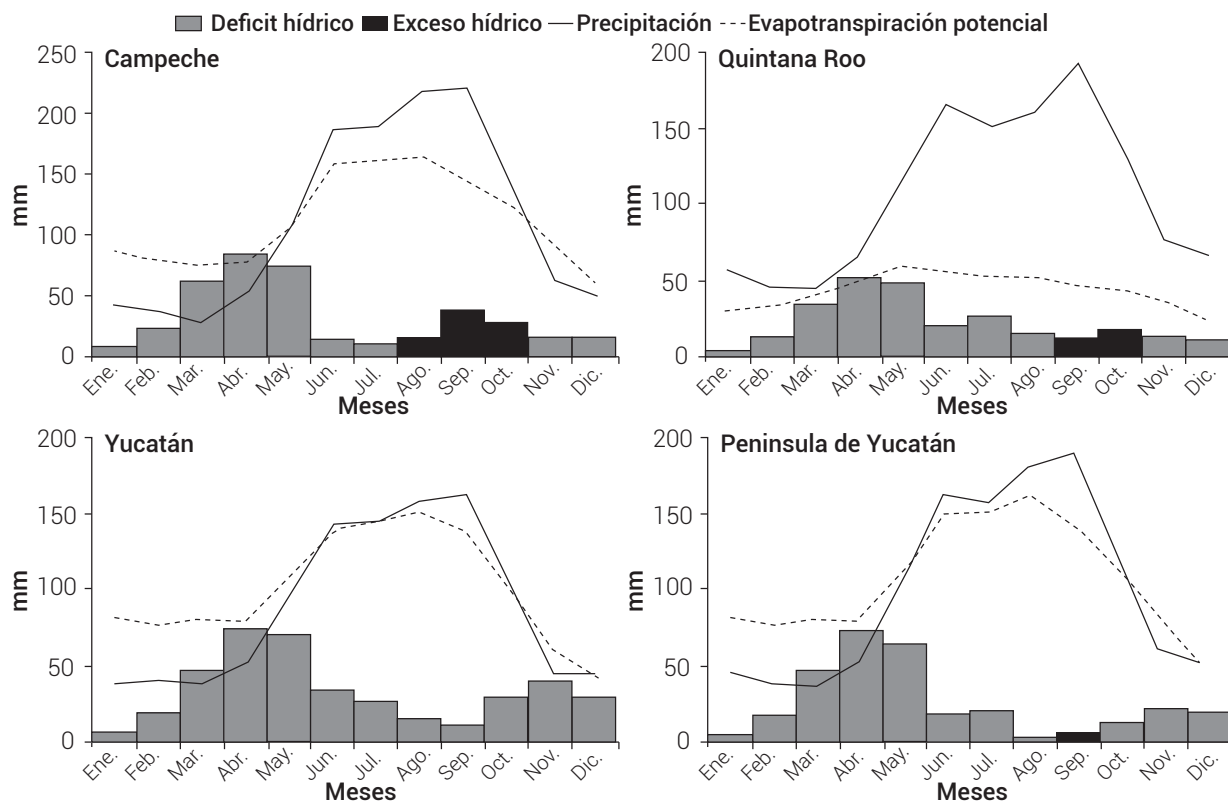 Deficit hídrico Exceso hídrico Precipitación Evapotranspiración potencial
Campeche
250
200
150
100
50
0
mm
Ene. Feb. Mar. Abr. May. Jun. Jul. Ago. Sep. Oct. Nov. Dic.
Meses
Quintana Roo
200
150
100
50
0
mm
Ene. Feb. Mar. Abr. May. Jun. Jul. Ago. Sep. Oct. Nov. Dic.
Meses
Yucatán
200
150
100
50
0
mm
Ene. Feb. Mar. Abr. May. Jun. Jul. Ago. Sep. Oct. Nov. Dic.
Meses
Peninsula de Yucatán
200
150
100
50
0
mm
Ene. Feb. Mar. Abr. May. Jun. Jul. Ago. Sep. Oct. Nov. Dic.
Meses